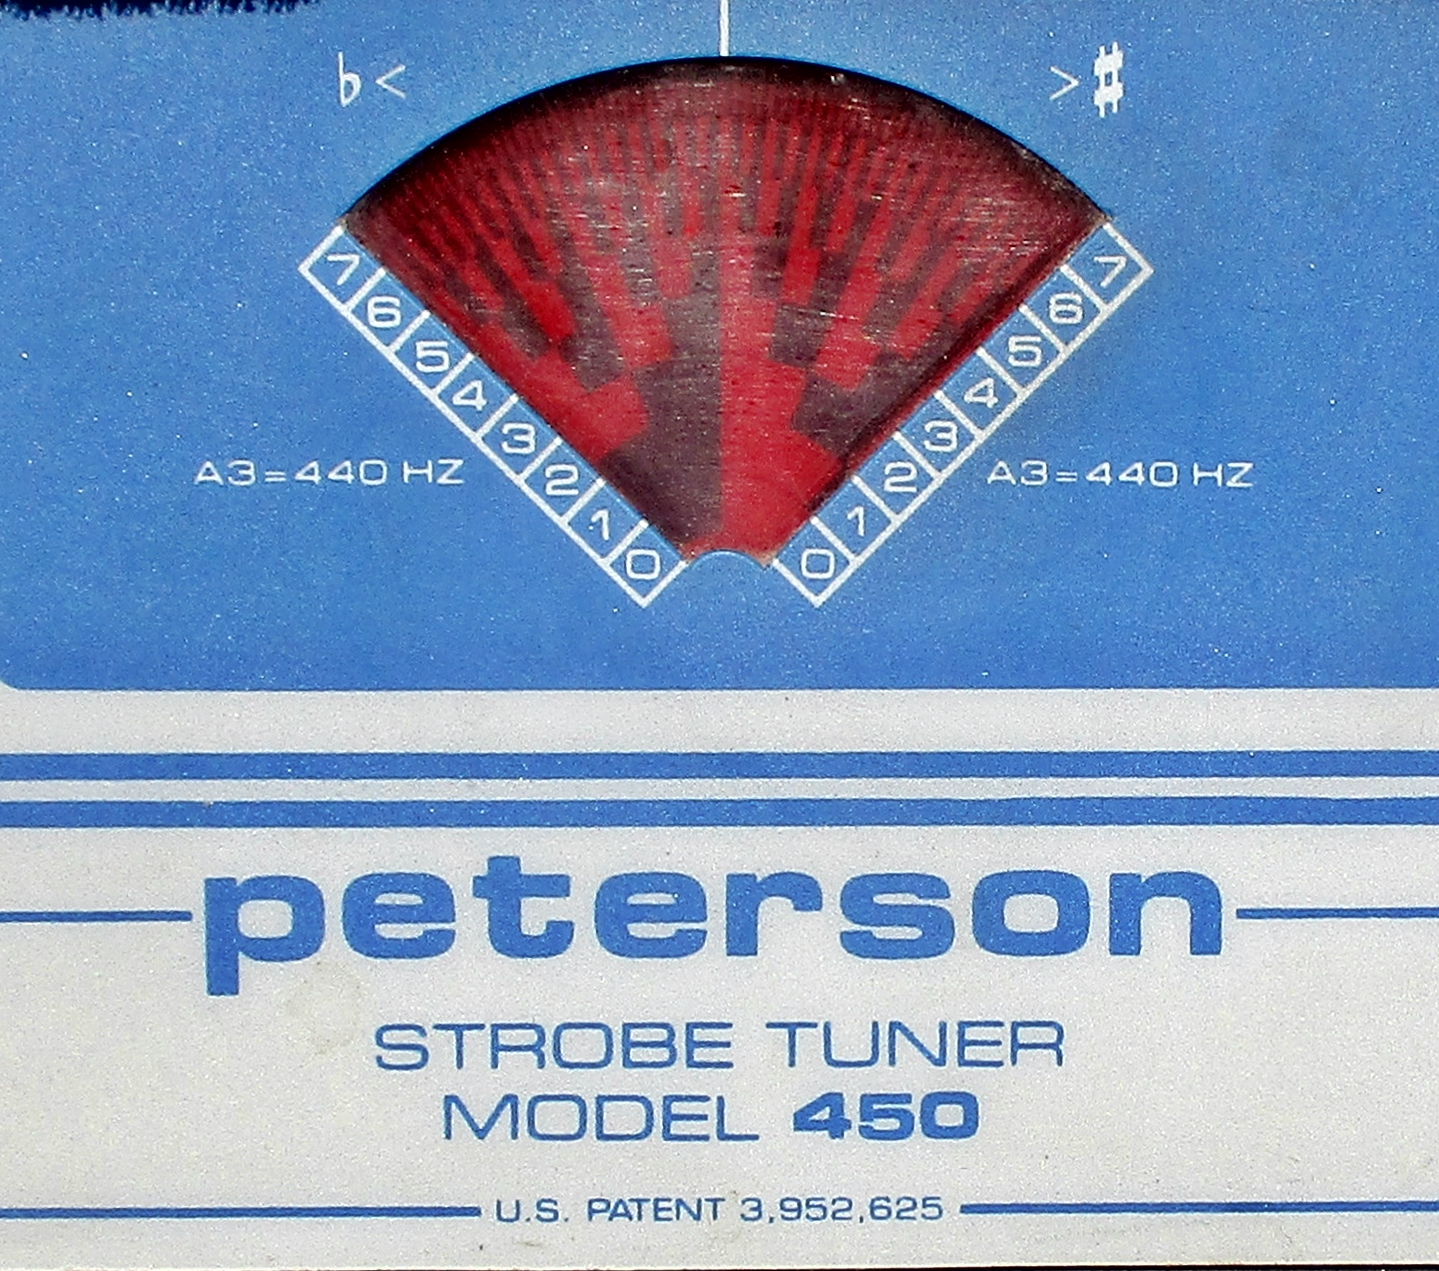 ♭< >♯
7 6 5 4 3 2 1 0
0 1 2 3 4 5 6 7
A3=440 HZ
A3=440 HZ
peterson
STROBE TUNER
MODEL 450
U.S. PATENT 3,952,625